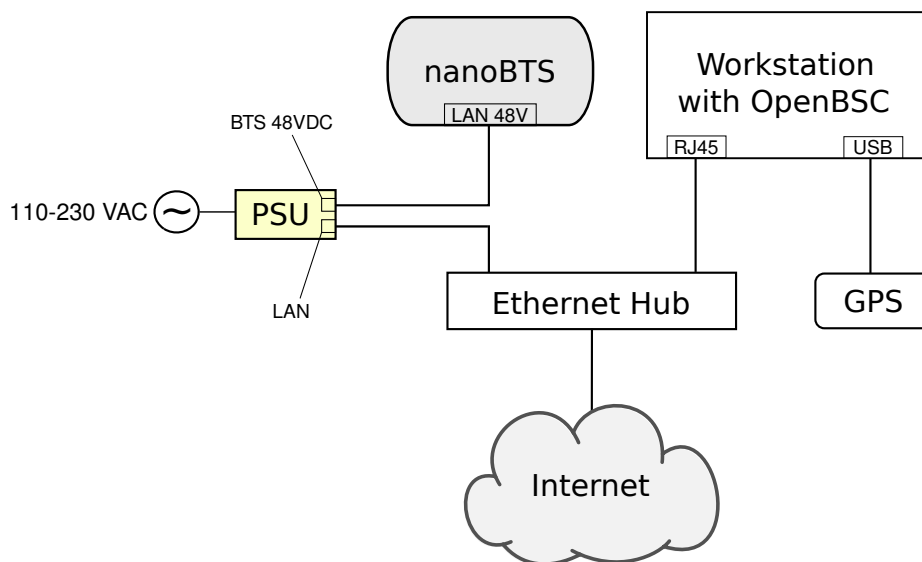 nanoBTS
LAN 48V
Workstation
with OpenBSC
RJ45
USB
BTS 48VDC
110-230 VAC
~
PSU
LAN
Ethernet Hub
GPS
Internet